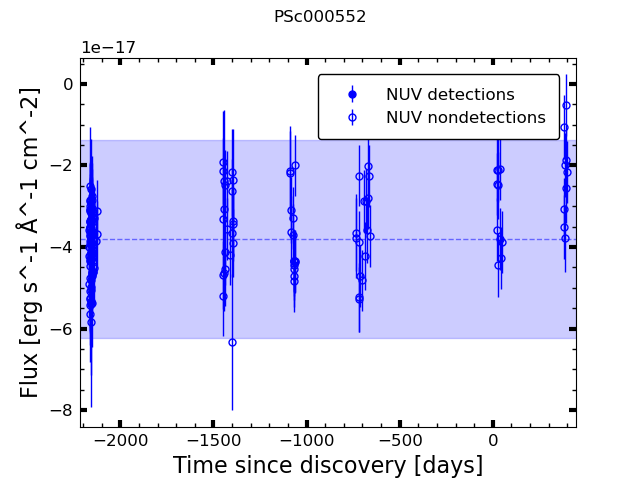 PSc000552
1e−17
NUV detections
NUV nondetections
0
−2
−4
−6
−8
Flux [erg s^-1 Å^-1 cm^-2]
−2000 −1500 −1000 −500 0
Time since discovery [days]